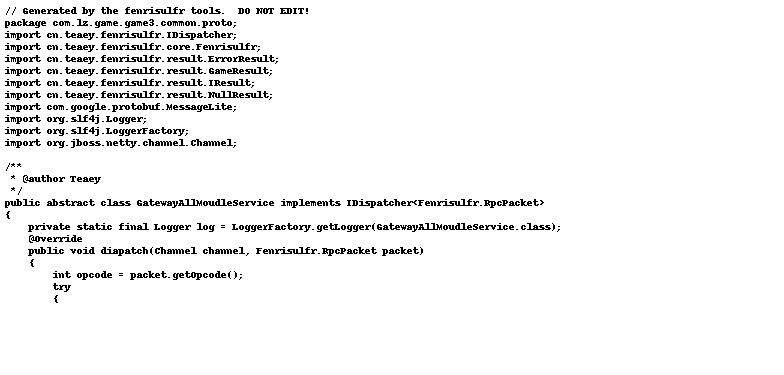 // Generated by the fenrisulfr tools.  DO NOT EDIT!
package com.lz.game.game3.common.proto;
import cn.teaey.fenrisulfr.IDispatcher;
import cn.teaey.fenrisulfr.core.Fenrisulfr;
import cn.teaey.fenrisulfr.result.ErrorResult;
import cn.teaey.fenrisulfr.result.GameResult;
import cn.teaey.fenrisulfr.result.IResult;
import cn.teaey.fenrisulfr.result.NullResult;
import com.google.protobuf.MessageLite;
import org.slf4j.Logger;
import org.slf4j.LoggerFactory;
import org.jboss.netty.channel.Channel;

/**
 * @author Teaey
 */
public abstract class GatewayAllMoudleService implements IDispatcher<Fenrisulfr.RpcPacket>
{
    private static final Logger log = LoggerFactory.getLogger(GatewayAllMoudleService.class);
    @Override
    public void diapatch(Channel channel, Fenrisulfr.RpcPacket packet)
    {
        int opcode = packet.getOpcode();
        try
        {